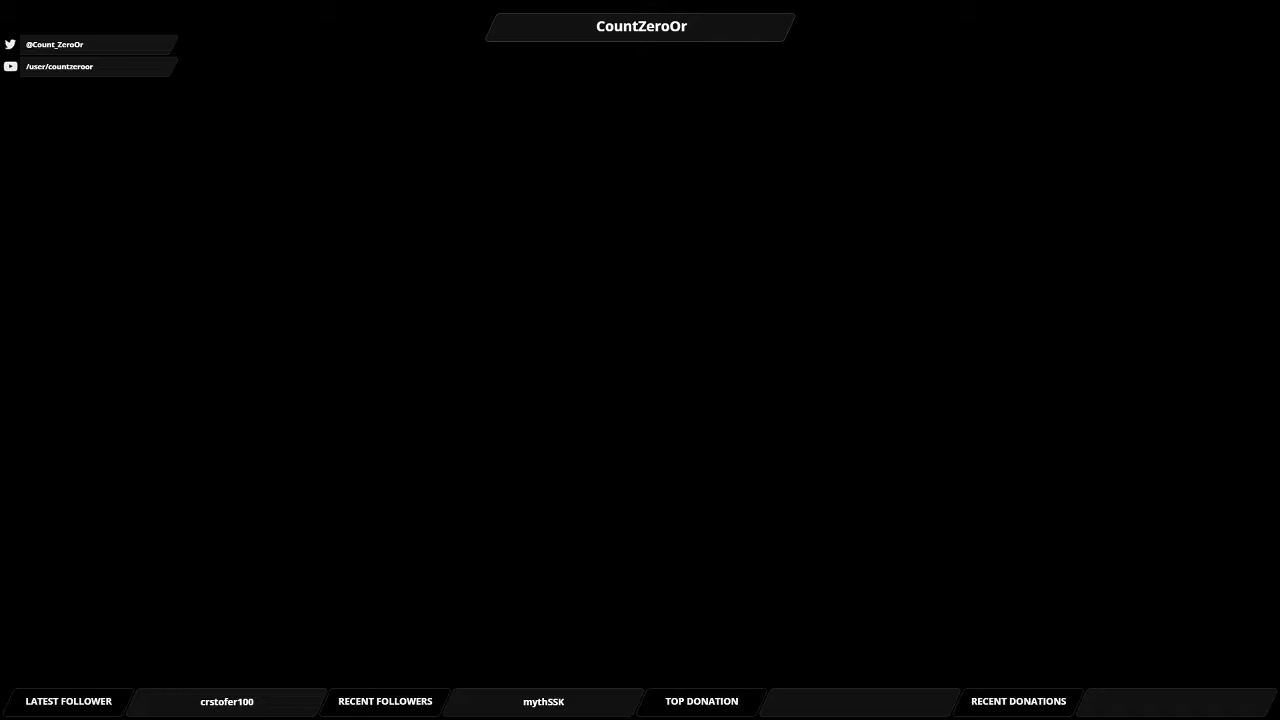 CountZeroOr
@Count_ZeroOr
/user/countzeroor
LATEST FOLLOWER crstofer100 RECENT FOLLOWERS mythSSK TOP DONATION RECENT DONATIONS